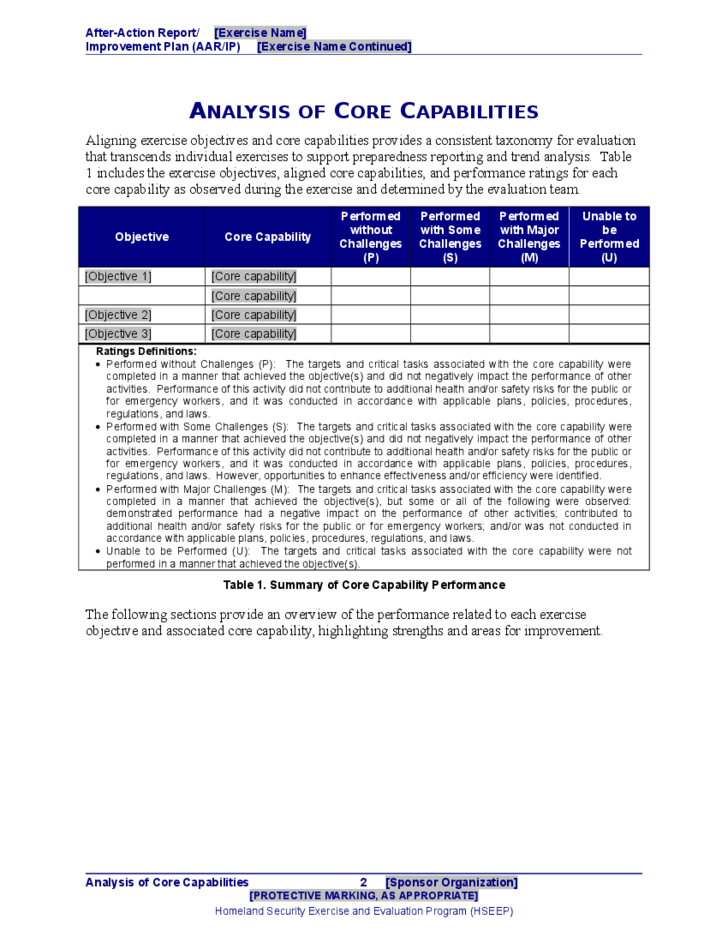 After-Action Report/ [Exercise Name]
Improvement Plan (AAR/IP) [Exercise Name Continued]
ANALYSIS OF CORE CAPABILITIES
Aligning exercise objectives and core capabilities provides a consistent taxonomy for evaluation
that transcends individual exercises to support preparedness reporting and trend analysis. Table
1 includes the exercise objectives, aligned core capabilities, and performance ratings for each
core capability as observed during the exercise and determined by the evaluation team.
Objective
Core Capability
Performed
without
Challenges
(P)
Performed
with Some
Challenges
(S)
Performed
with Major
Challenges
(M)
Unable to
be
Performed
(U)
[Objective 1] [Core capability]
[Core capability]
[Objective 2] [Core capability]
[Objective 3] [Core capability]
Ratings Definitions:
• Performed without Challenges (P): The targets and critical tasks associated with the core capability were
completed in a manner that achieved the objective(s) and did not negatively impact the performance of other
activities. Performance of this activity did not contribute to additional health and/or safety risks for the public or
for emergency workers, and it was conducted in accordance with applicable plans, policies, procedures,
regulations, and laws.
• Performed with Some Challenges (S): The targets and critical tasks associated with the core capability were
completed in a manner that achieved the objective(s) and did not negatively impact the performance of other
activities. Performance of this activity did not contribute to additional health and/or safety risks for the public or
for emergency workers, and it was conducted in accordance with applicable plans, policies, procedures,
regulations, and laws. However, opportunities to enhance effectiveness and/or efficiency were identified.
• Performed with Major Challenges (M): The targets and critical tasks associated with the core capability were
completed in a manner that achieved the objective(s), but some or all of the following were observed:
demonstrated performance had a negative impact on the performance of other activities; contributed to
additional health and/or safety risks for the public or for emergency workers; and/or was not conducted in
accordance with applicable plans, policies, procedures, regulations, and laws.
• Unable to be Performed (U): The targets and critical tasks associated with the core capability were not
performed in a manner that achieved the objective(s).
Table 1. Summary of Core Capability Performance
The following sections provide an overview of the performance related to each exercise
objective and associated core capability, highlighting strengths and areas for improvement.
Analysis of Core Capabilities 2 [Sponsor Organization]
[PROTECTIVE MARKING, AS APPROPRIATE]
Homeland Security Exercise and Evaluation Program (HSEEP)